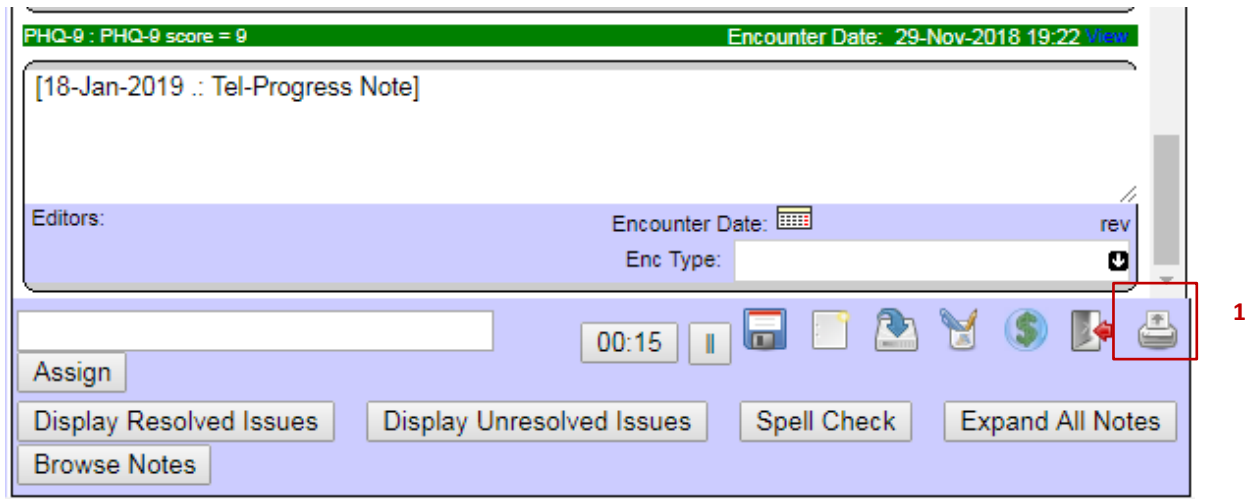 PHQ-9 : PHQ-9 score = 9 Encounter Date: 29-Nov-2018 19:22 View
[18-Jan-2019 .: Tel-Progress Note]
Editors: Encounter Date: rev
Enc Type:
1
00:15 ||
Assign
Display Resolved Issues Display Unresolved Issues Spell Check Expand All Notes
Browse Notes